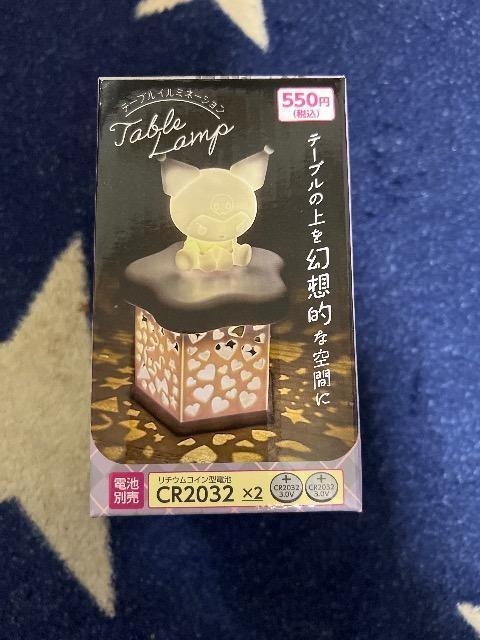 テーブルイルミネーション
Table
Lamp
550円
(税込)
テーブルの上を幻想的な空間に
電池
別売
リチウムコイン型電池
CR2032 ×2
+
CR2032
3.0V
+
CR2032
3.0V